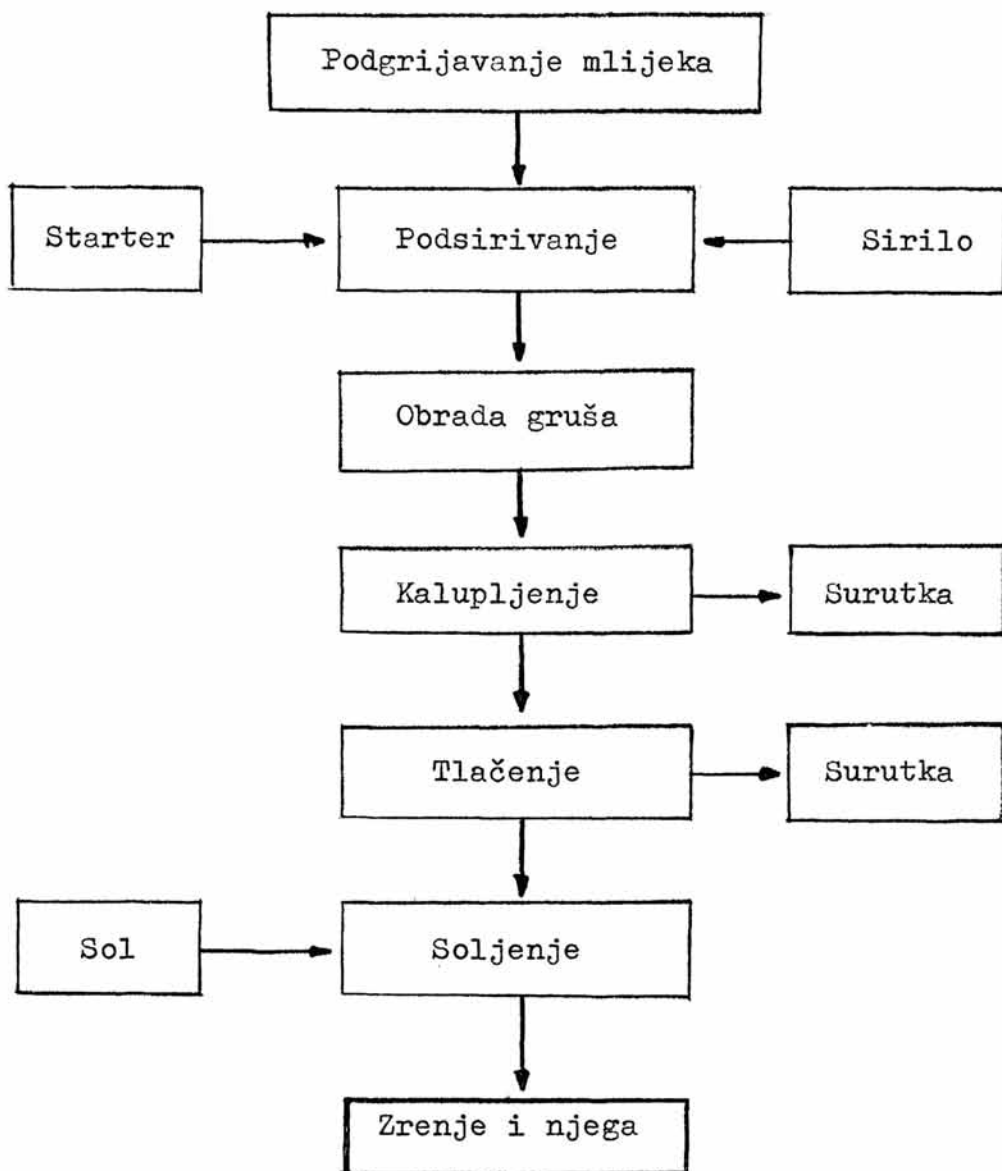 Podgrijavanje mlijeka
Starter
Podsirivanje
Sirilo
Obrada gruša
Kalupljenje
Surutka
Tlačenje
Surutka
Sol
Soljenje
Zrenje i njega